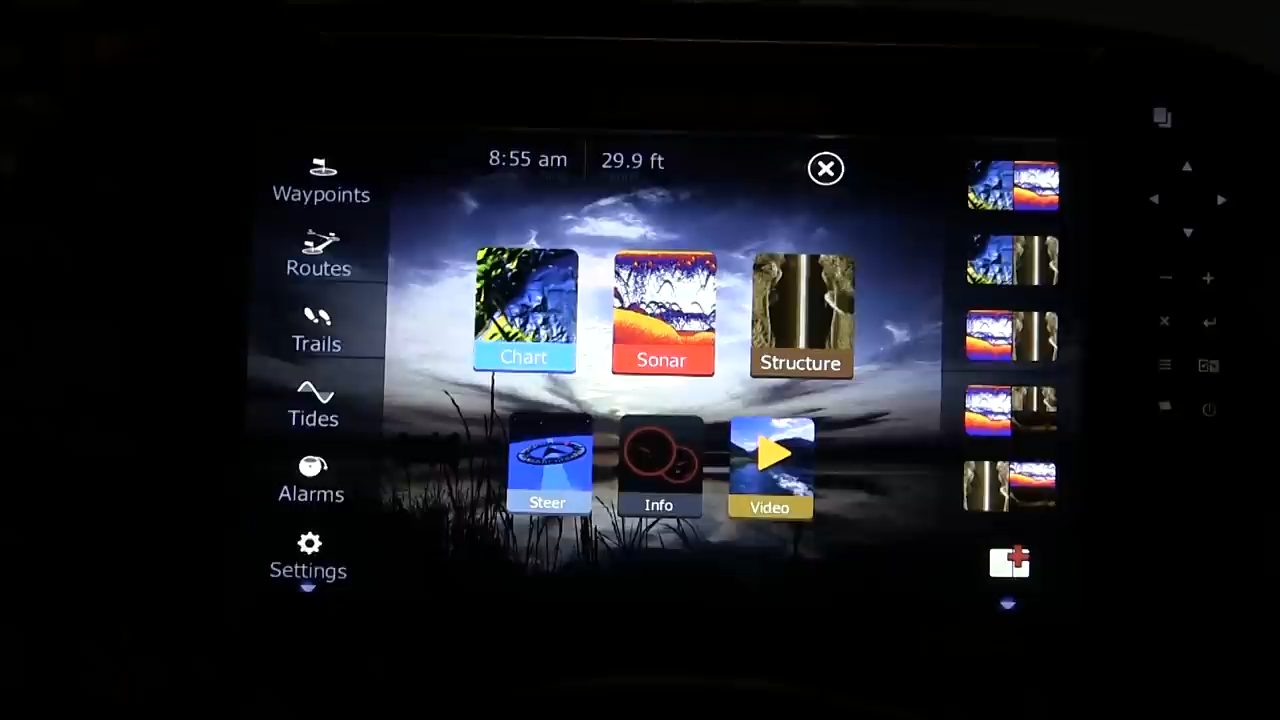 8:55 am 29.9 ft
Waypoints
Routes
Trails
Tides
Alarms
Settings
Chart Sonar Structure
Steer Info Video